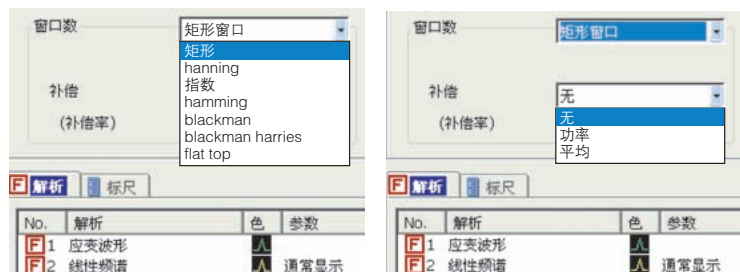 窗口数
矩形窗口
矩形
hanning
指数
hamming
blackman
blackman harries
flat top
补偿
(补偿率)
F 解析
标尺
No. 解析 色 参数
F 1 应变波形
F 2 线性频谱 通常显示
窗口数
矩形窗口
补偿
无
(补偿率)
无
功率
平均
F 解析
标尺
No. 解析 色 参数
F 1 应变波形
F 2 线性频谱 通常显示